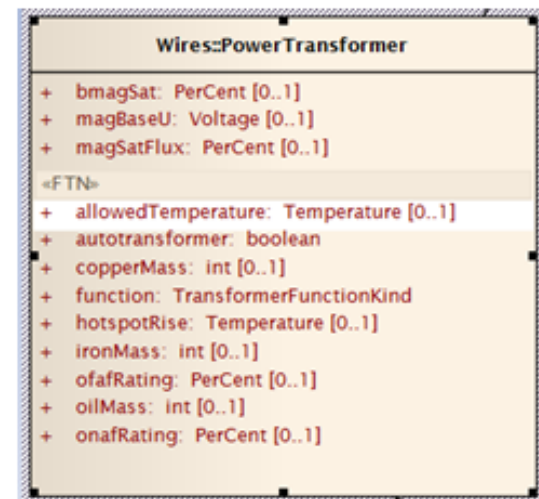 Wires::PowerTransformer
+ bmagSat: PerCent [0..1]
+ magBaseU: Voltage [0..1]
+ magSatFlux: PerCent [0..1]
«FTN»
+ allowedTemperature: Temperature [0..1]
+ autotransformer: boolean
+ copperMass: int [0..1]
+ function: TransformerFunctionKind
+ hotspotRise: Temperature [0..1]
+ ironMass: int [0..1]
+ ofafRating: PerCent [0..1]
+ oilMass: int [0..1]
+ onafRating: PerCent [0..1]